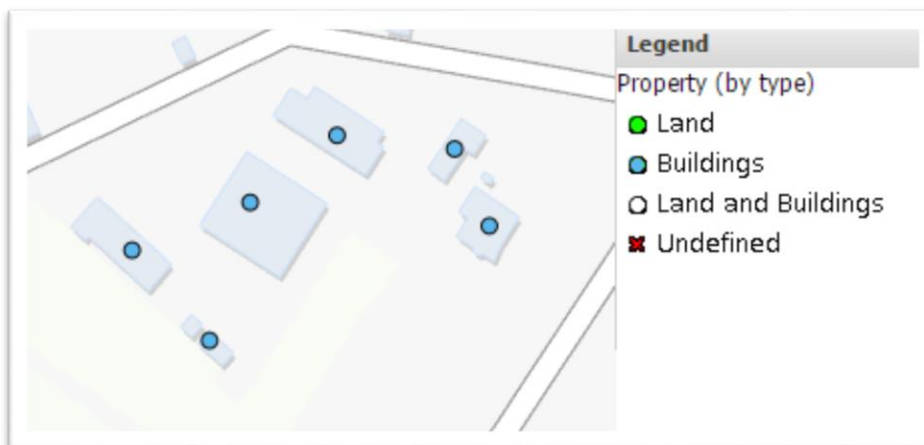 Legend
Property (by type)
Land
Buildings
Land and Buildings
Undefined